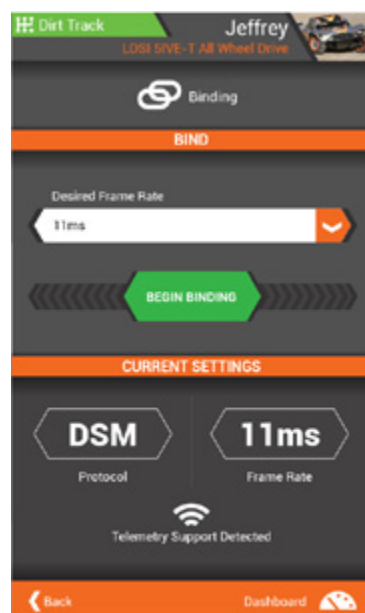 Dirt Track
Jeffrey
LOSI 5IVE-T All Wheel Drive
Binding
BIND
Desired Frame Rate
11ms
BEGIN BINDING
CURRENT SETTINGS
DSM
11ms
Protocol
Frame Rate
Telemetry Support Detected
Back
Dashboard